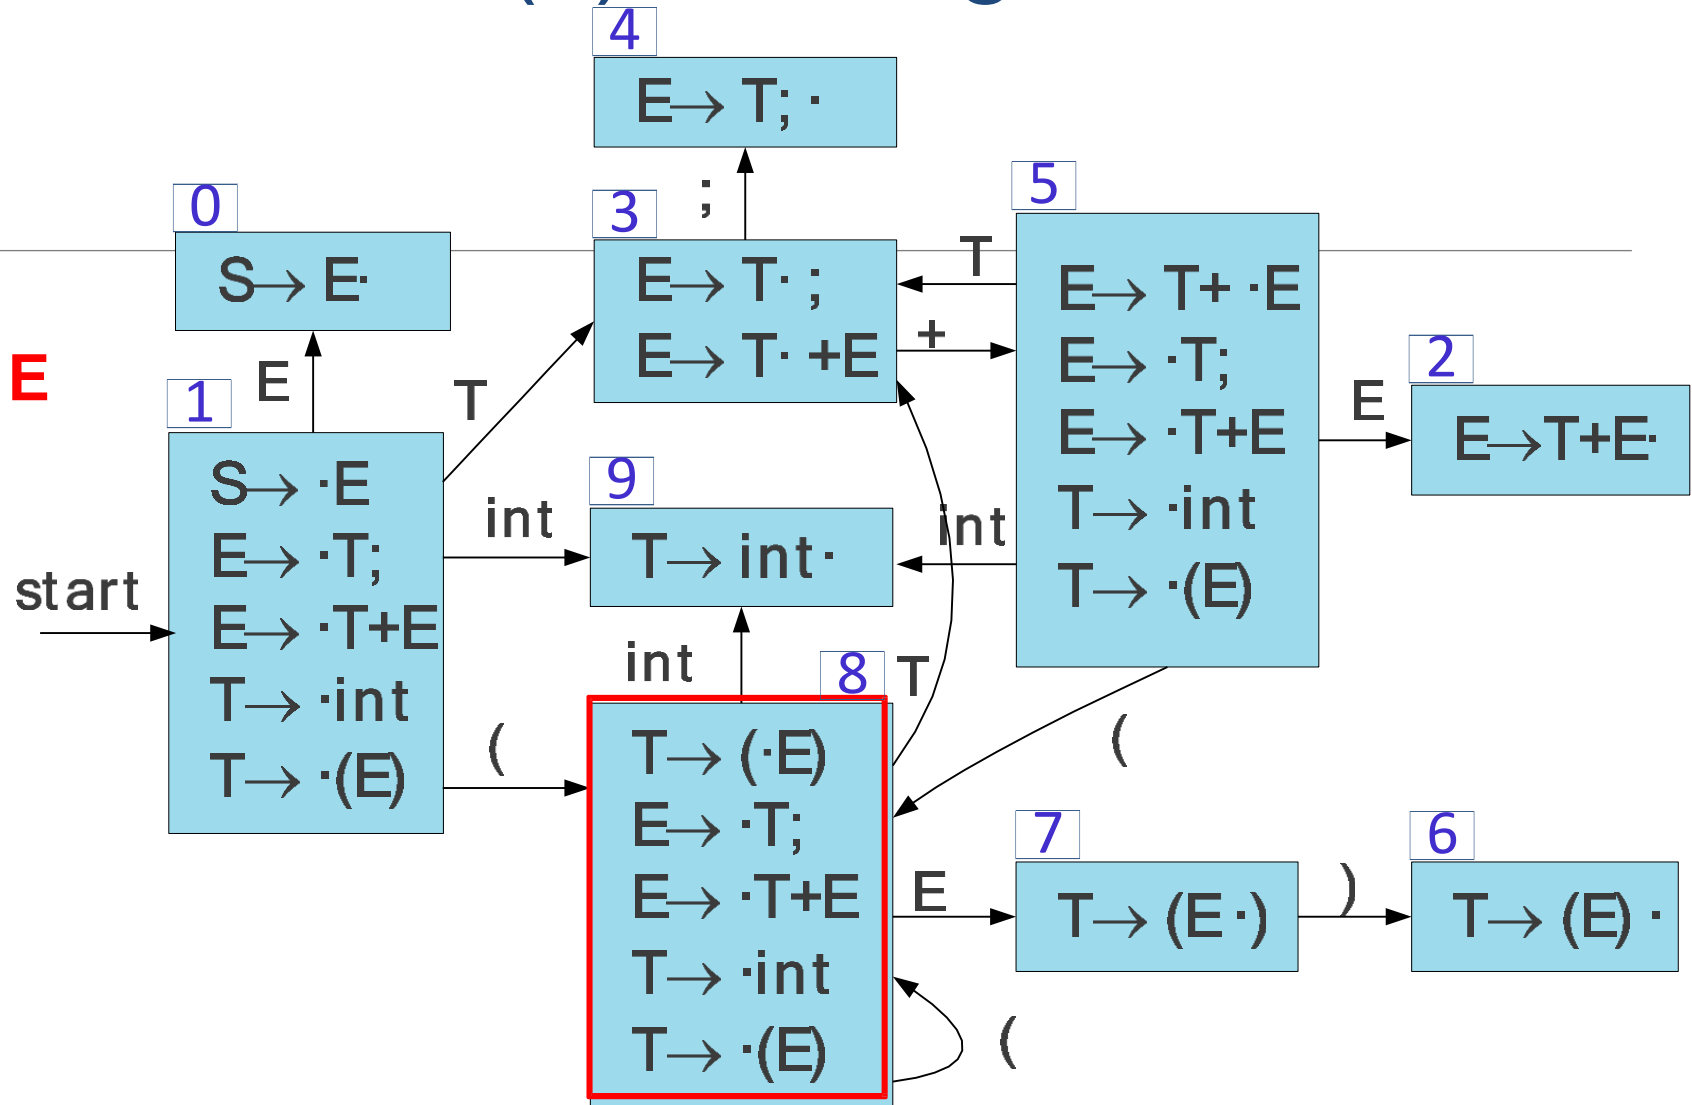 4
E→ T; ·
;
0
S→ E·
3
E→ T· ;
E→ T· +E
T
+
5
E→ T+ ·E
E→ ·T;
E→ ·T+E
T→ ·int
T→ ·(E)
E
2
E→T+E·
E
E
T
1
S→ ·E
E→ ·T;
E→ ·T+E
T→ ·int
T→ ·(E)
start
int
9
T→ int ·
int
int
8
T
(
T→ (·E)
E→ ·T;
E→ ·T+E
T→ ·int
T→ ·(E)
(
E
7
T→ (E ·)
)
6
T→ (E) ·
(